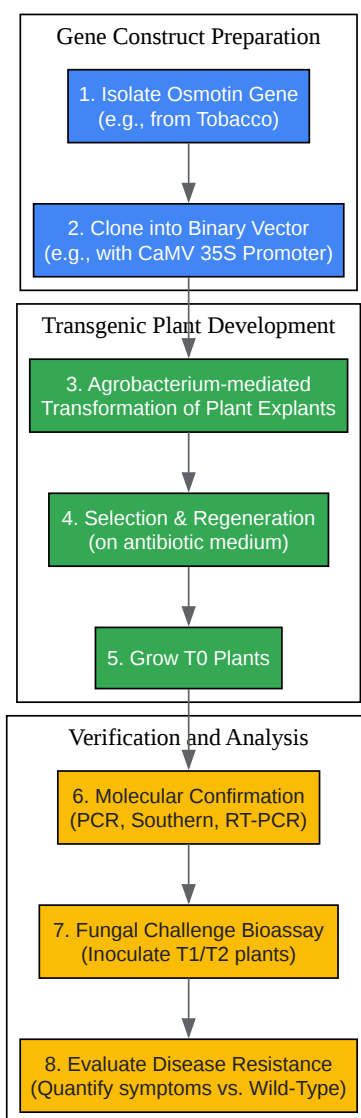 Gene Construct Preparation
1. Isolate Osmotin Gene
(e.g., from Tobacco)
2. Clone into Binary Vector
(e.g., with CaMV 35S Promoter)
Transgenic Plant Development
3. Agrobacterium-mediated
Transformation of Plant Explants
4. Selection & Regeneration
(on antibiotic medium)
5. Grow T0 Plants
Verification and Analysis
6. Molecular Confirmation
(PCR, Southern, RT-PCR)
7. Fungal Challenge Bioassay
(Inoculate T1/T2 plants)
8. Evaluate Disease Resistance
(Quantify symptoms vs. Wild-Type)